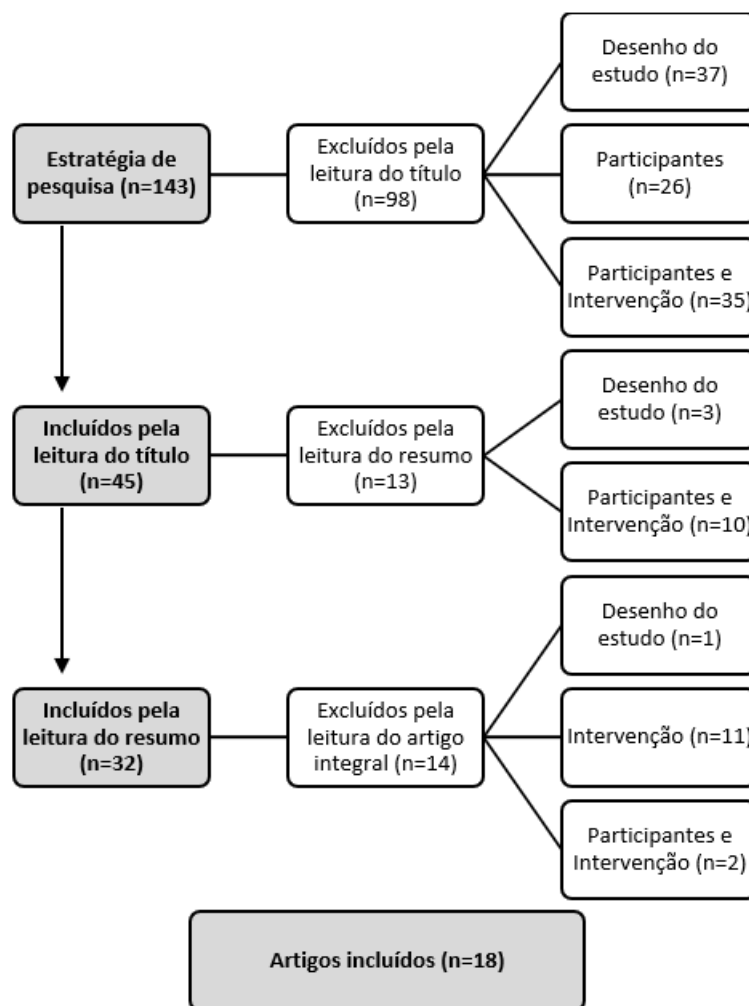 Estratégia de
pesquisa (n=143)
Excluídos pela
leitura do título
(n=98)
Desenho do
estudo (n=37)
Participantes
(n=26)
Participantes e
Intervenção (n=35)
Incluídos pela
leitura do título
(n=45)
Excluídos pela
leitura do resumo
(n=13)
Desenho do
estudo (n=3)
Participantes e
Intervenção (n=10)
Incluídos pela
leitura do resumo
(n=32)
Excluídos pela
leitura do artigo
integral (n=14)
Desenho do
estudo (n=1)
Intervenção (n=11)
Participantes e
Intervenção (n=2)
Artigos incluídos (n=18)